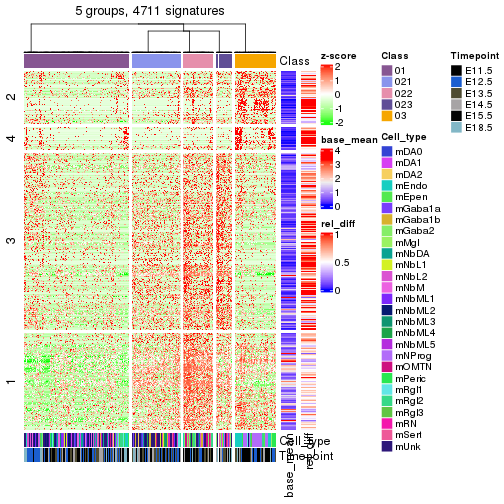 5 groups, 4711 signatures
Class
2
4
3
1
Cell_type
Timepoint
base_mean
rel_diff
z-score
2
1
0
-1
-2
base_mean
4
3
2
1
0
rel_diff
1
0.5
0
Class
01
021
022
023
03
Cell_type
mDA0
mDA1
mDA2
mEndo
mEpen
mGaba1a
mGaba1b
mGaba2
mMgl
mNbDA
mNbL1
mNbL2
mNbM
mNbML1
mNbML2
mNbML3
mNbML4
mNbML5
mNProg
mOMTN
mPeric
mRgl1
mRgl2
mRgl3
mRN
mSert
mUnk
Timepoint
E11.5
E12.5
E13.5
E14.5
E15.5
E18.5